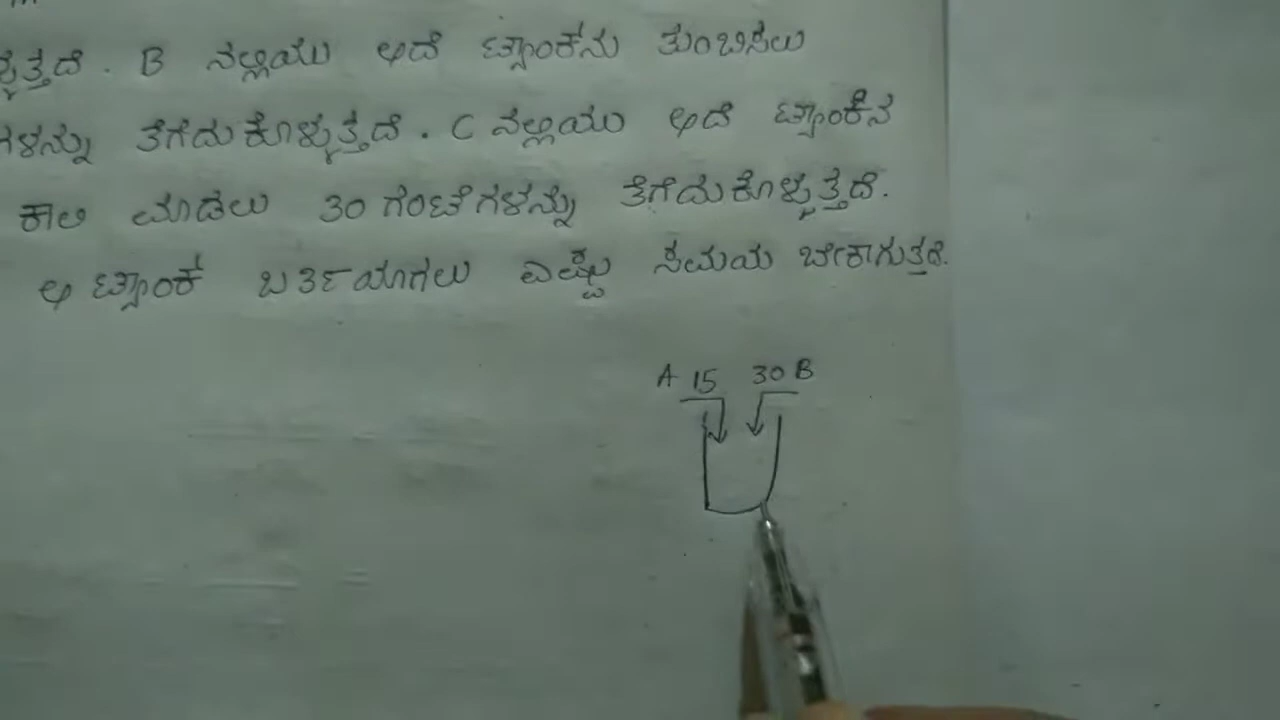 ತ್ತದೆ. B ನಲ್ಲಿಯು ಅದೆ ಟ್ಯಾಂಕನು ತುಂಬಿಸಲು
ಗಳನ್ನು ತೆಗೆದುಕೊಳ್ಳುತ್ತದೆ. C ನಲ್ಲಿಯು ಅದೆ ಟ್ಯಾಂಕಿನ
ಕಾಲಿ ಮಾಡಲು 30 ಗಂಟೆಗಳನ್ನು ತೆಗೆದುಕೊಳ್ಳುತ್ತದೆ.
ಆ ಟ್ಯಾಂಕ್ ಬರ್ತಿಯಾಗಲು ಎಷ್ಟು ಸಮಯ ಬೇಕಾಗುತ್ತದೆ.
A 15 30 B